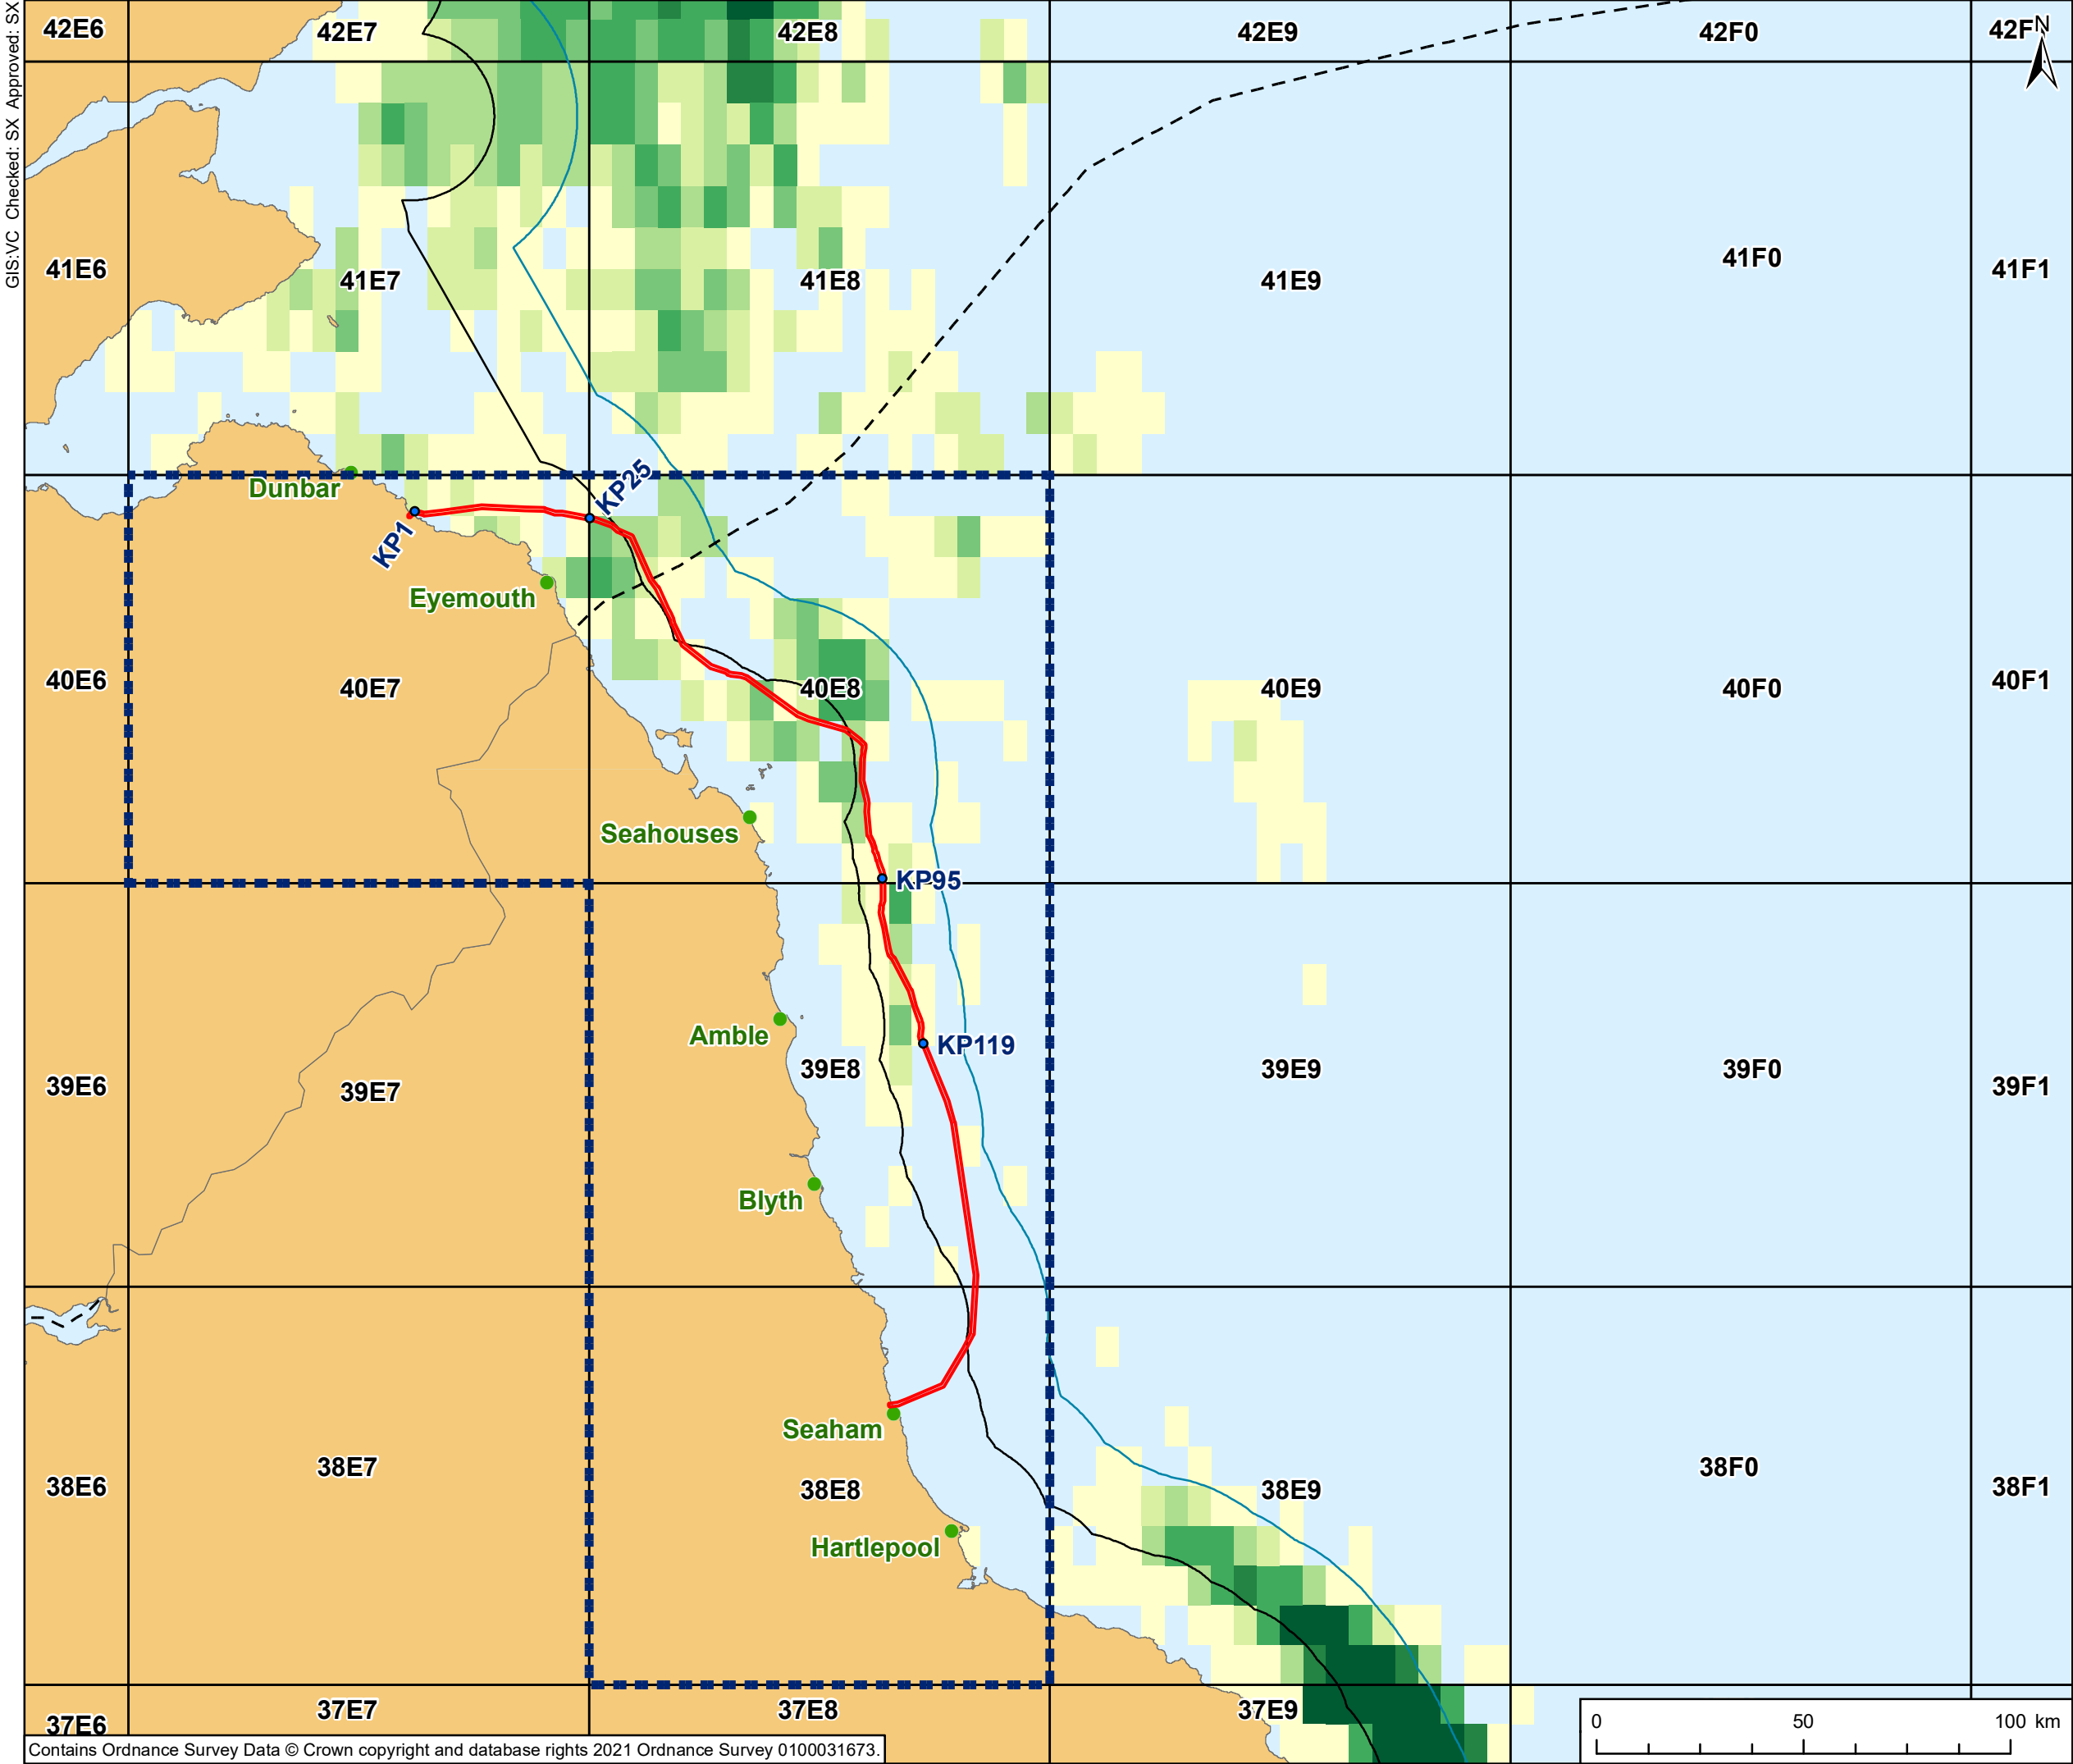 GIS:VC Checked: SX Approved: SX
42E6
42E7
42E8
42E9
42F0
42F
N
41E6
41E7
41E8
41E9
41F0
41F1
Dunbar
KP1
KP25
Eyemouth
40E6
40E7
40E8
40E9
40F0
40F1
Seahouses
KP95
Amble
KP119
39E6
39E7
39E8
39E9
39F0
39F1
Blyth
Seaham
38E6
38E7
38E8
38E9
38F0
38F1
Hartlepool
37E6
37E7
37E8
37E9
0 50 100 km
Contains Ordnance Survey Data © Crown copyright and database rights 2021 Ordnance Survey 0100031673.